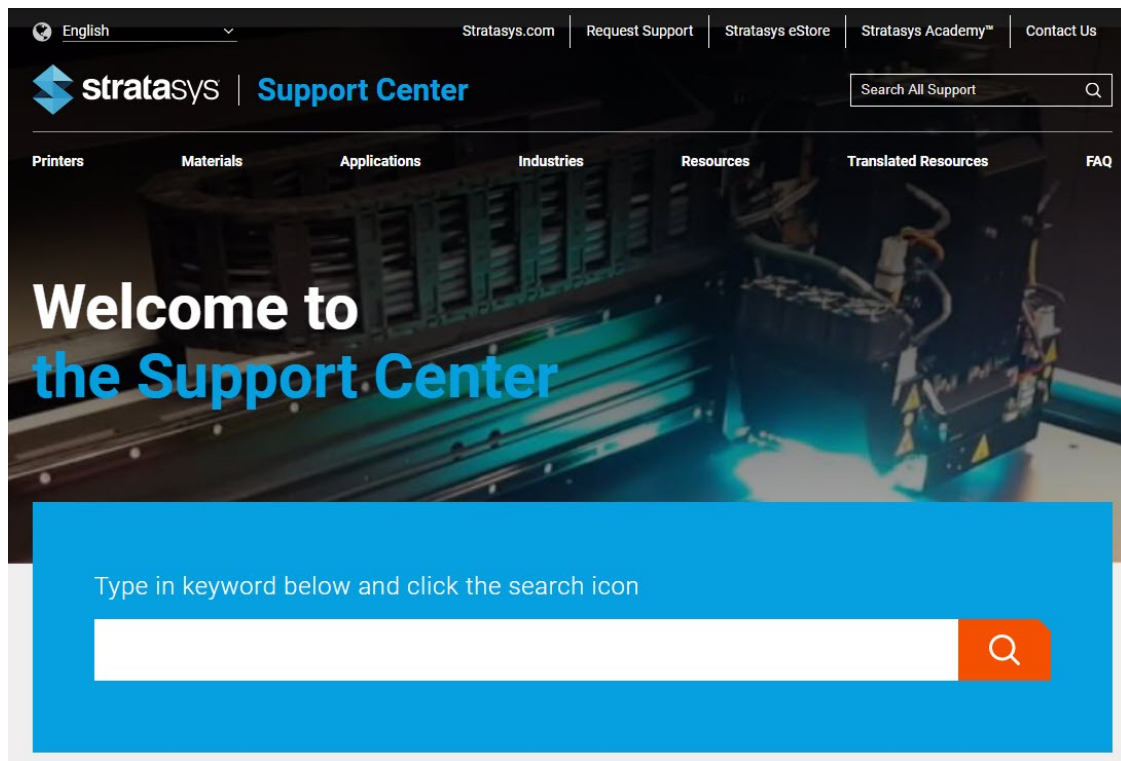 English
Stratasys.com
Request Support
Stratasys eStore
Stratasys Academy™
Contact Us
stratasys | Support Center
Search All Support
Printers
Materials
Applications
Industries
Resources
Translated Resources
FAQ
Welcome to
the Support Center
Type in keyword below and click the search icon